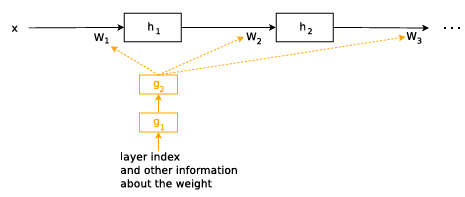 x
h1
h2
...
W1
W2
W3
g2
g1
layer index
and other information
about the weight